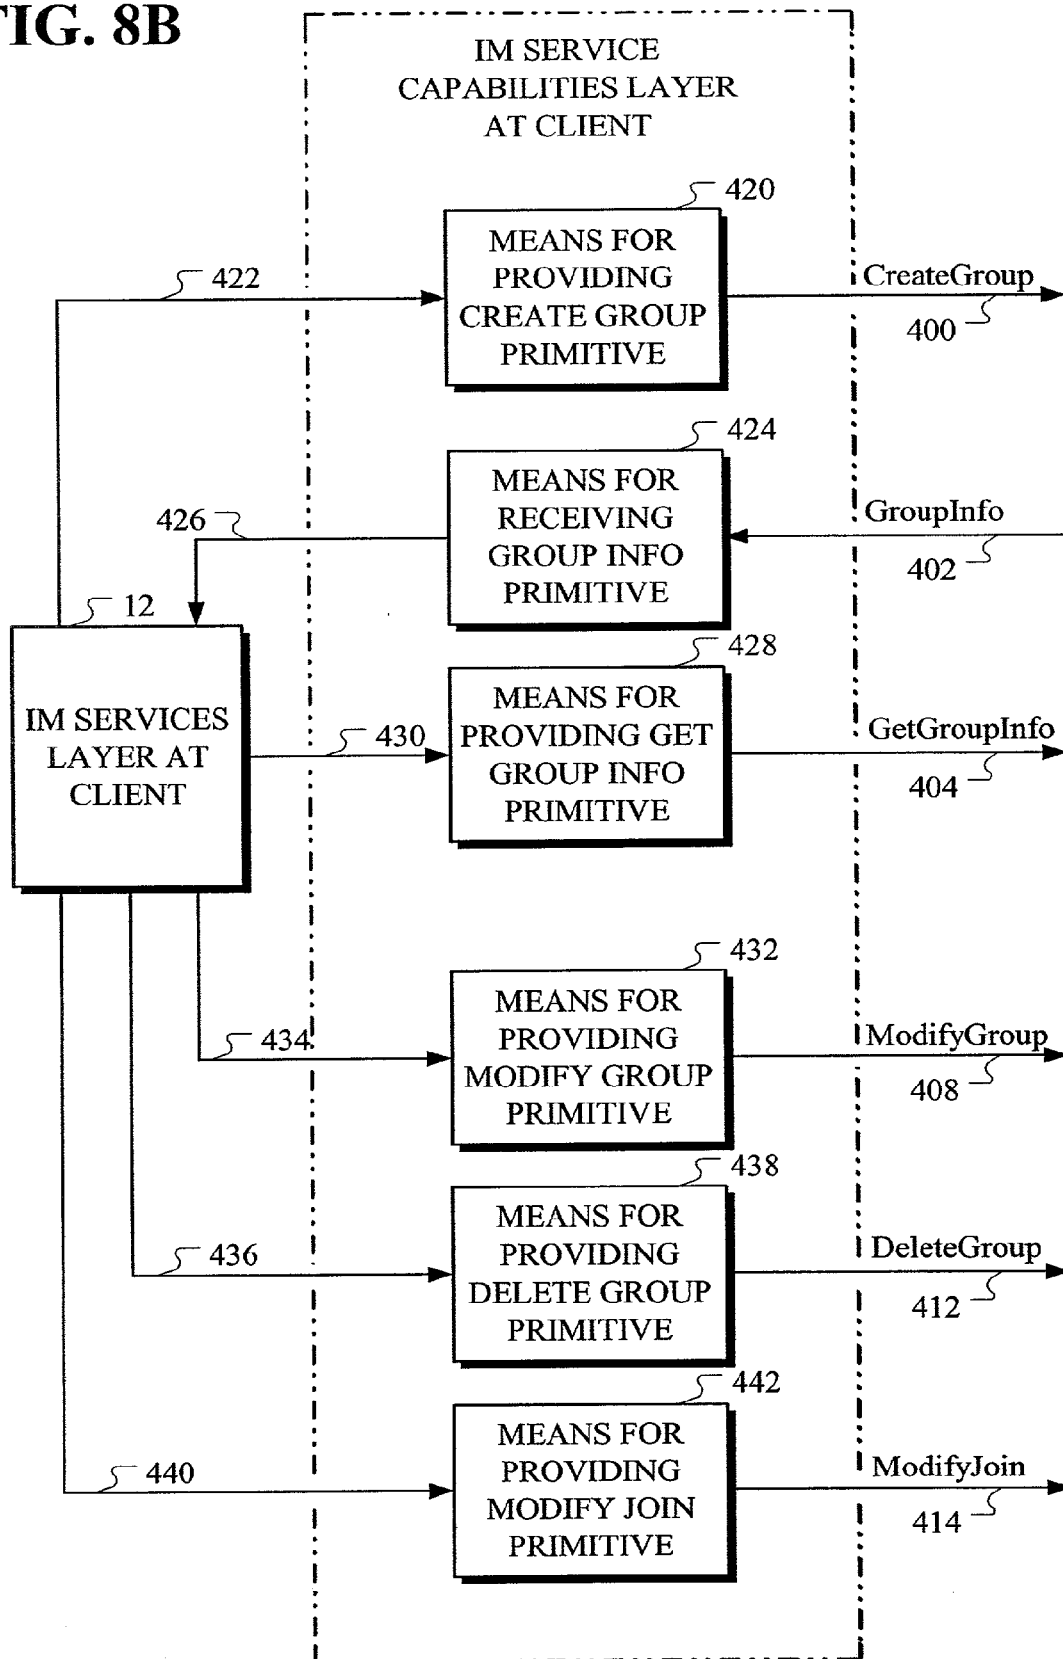 FIG. 8B
IM SERVICE
CAPABILITIES LAYER
AT CLIENT
420
MEANS FOR
PROVIDING
CREATE GROUP
PRIMITIVE
422
CreateGroup
400
424
MEANS FOR
RECEIVING
GROUP INFO
PRIMITIVE
426
GroupInfo
402
12
IM SERVICES
LAYER AT
CLIENT
428
MEANS FOR
PROVIDING GET
GROUP INFO
PRIMITIVE
430
GetGroupInfo
404
432
MEANS FOR
PROVIDING
MODIFY GROUP
PRIMITIVE
434
ModifyGroup
408
438
MEANS FOR
PROVIDING
DELETE GROUP
PRIMITIVE
436
DeleteGroup
412
442
MEANS FOR
PROVIDING
MODIFY JOIN
PRIMITIVE
440
ModifyJoin
414